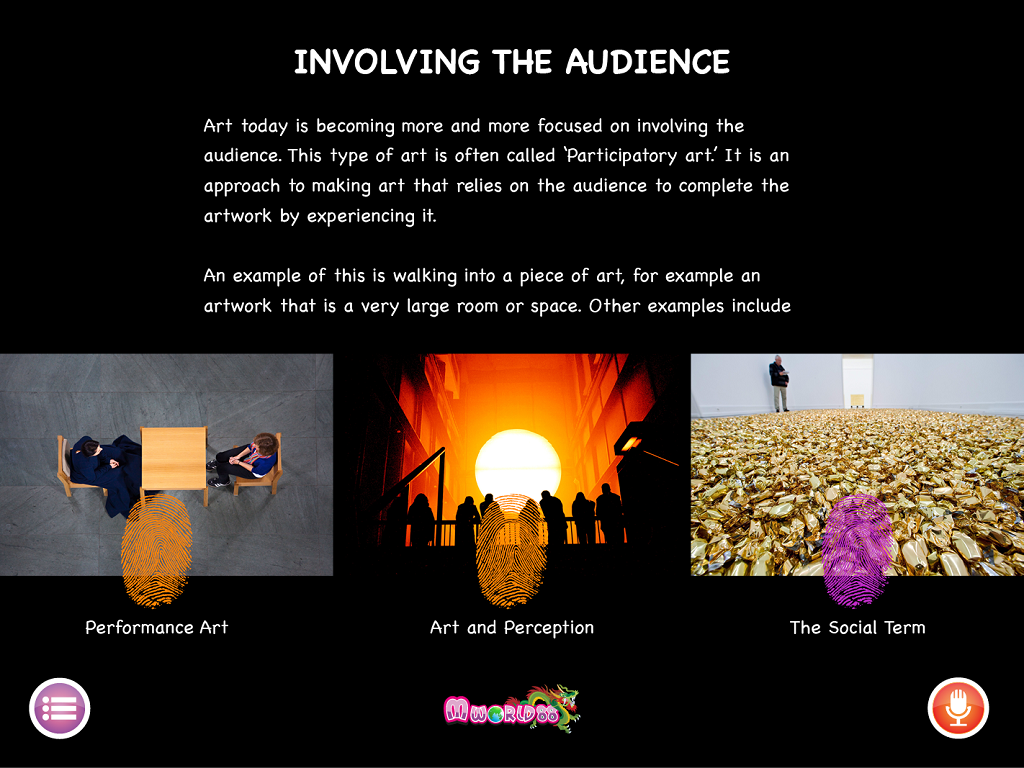 INVOLVING THE AUDIENCE
Art today is becoming more and more focused on involving the
audience. This type of art is often called ‘Participatory art.’ It is an
approach to making art that relies on the audience to complete the
artwork by experiencing it.
An example of this is walking into a piece of art, for example an
artwork that is a very large room or space. Other examples include
Performance Art
Art and Perception
The Social Term
MWORLD88